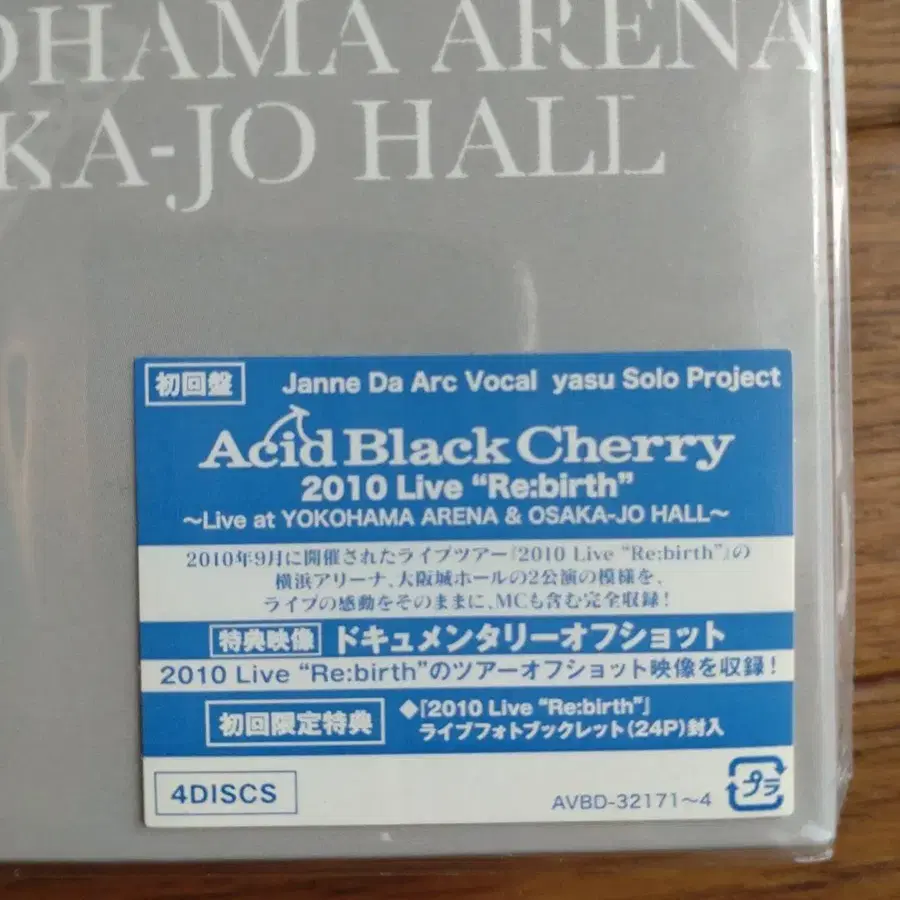 OHAMA ARENA
KA-JO HALL
初回盤 Janne Da Arc Vocal yasu Solo Project
Acid Black Cherry
2010 Live “Re:birth”
～Live at YOKOHAMA ARENA & OSAKA-JO HALL～
2010年9月に開催されたライブツアー『2010 Live “Re:birth”』の
横浜アリーナ、大阪城ホールの2公演の模様を、
ライブの感動をそのままに、MCも含む完全収録！
特典映像 ドキュメンタリーオフショット
2010 Live “Re:birth”のツアーオフショット映像を収録！
初回限定特典 ◆『2010 Live “Re:birth”』
ライブフォトブックレット(24P)封入
4DISCS AVBD-32171～4 プラ